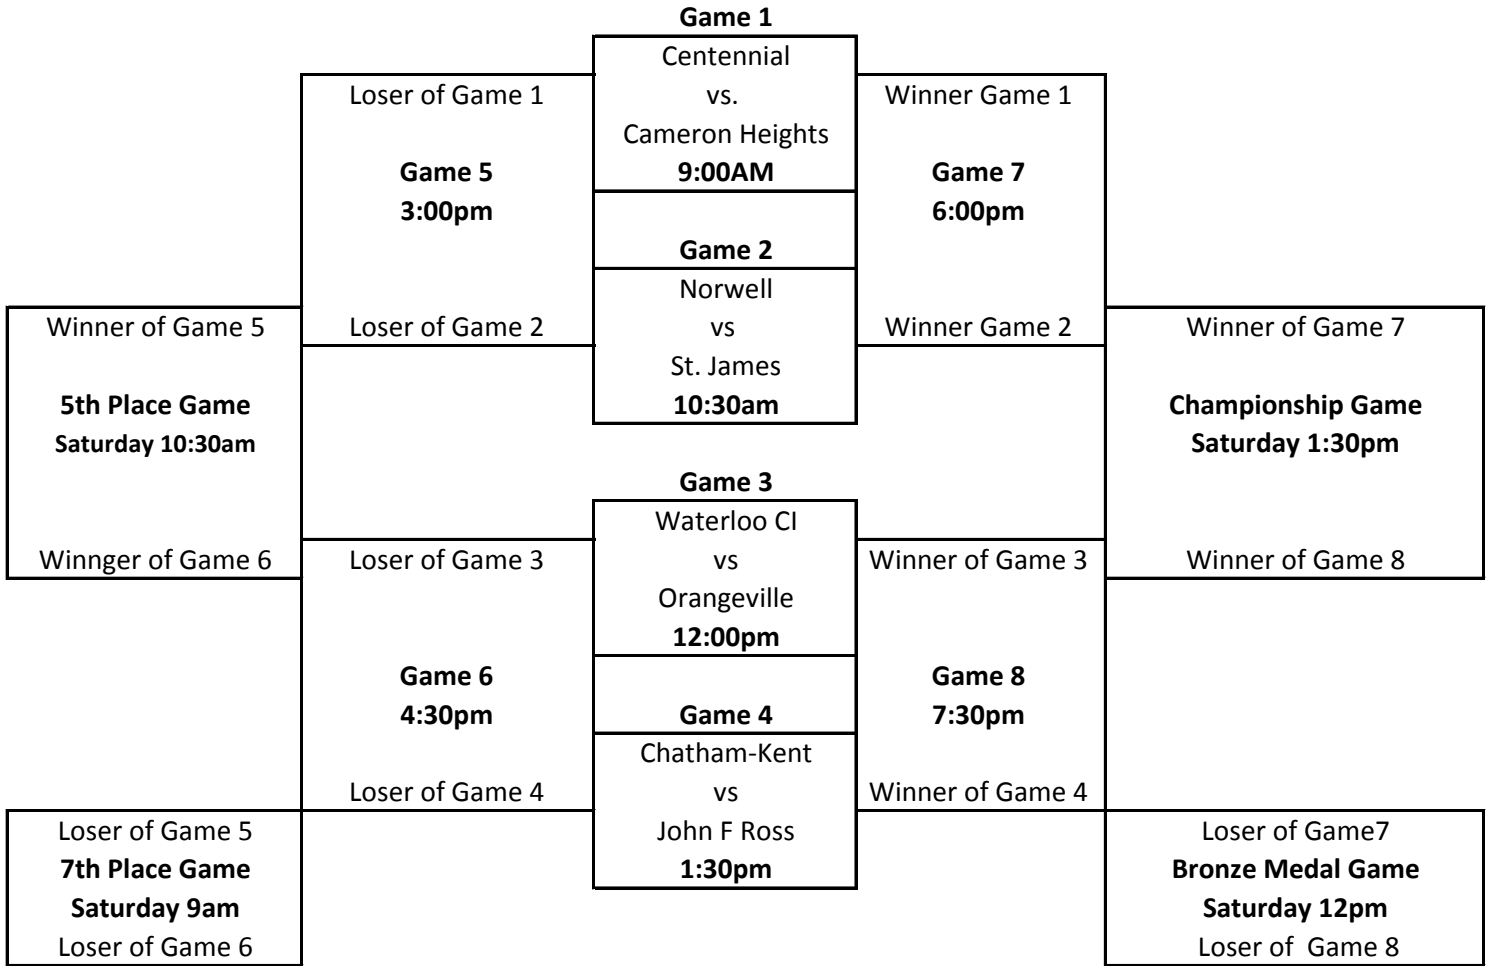 Game 1
Centennial
Loser of Game 1
vs.
Winner Game 1
Cameron Heights
Game 5
9:00AM
Game 7
3:00pm
6:00pm
Game 2
Norwell
Winner of Game 5
Loser of Game 2
vs
Winner Game 2
Winner of Game 7
St. James
5th Place Game
10:30am
Championship Game
Saturday 10:30am
Saturday 1:30pm
Game 3
Waterloo CI
Winnger of Game 6
Loser of Game 3
vs
Winner of Game 3
Winner of Game 8
Orangeville
12:00pm
Game 6
Game 8
4:30pm
Game 4
7:30pm
Chatham-Kent
Loser of Game 4
vs
Winner of Game 4
Loser of Game 5
John F Ross
Loser of Game7
7th Place Game
1:30pm
Bronze Medal Game
Saturday 9am
Saturday 12pm
Loser of Game 6
Loser of  Game 8